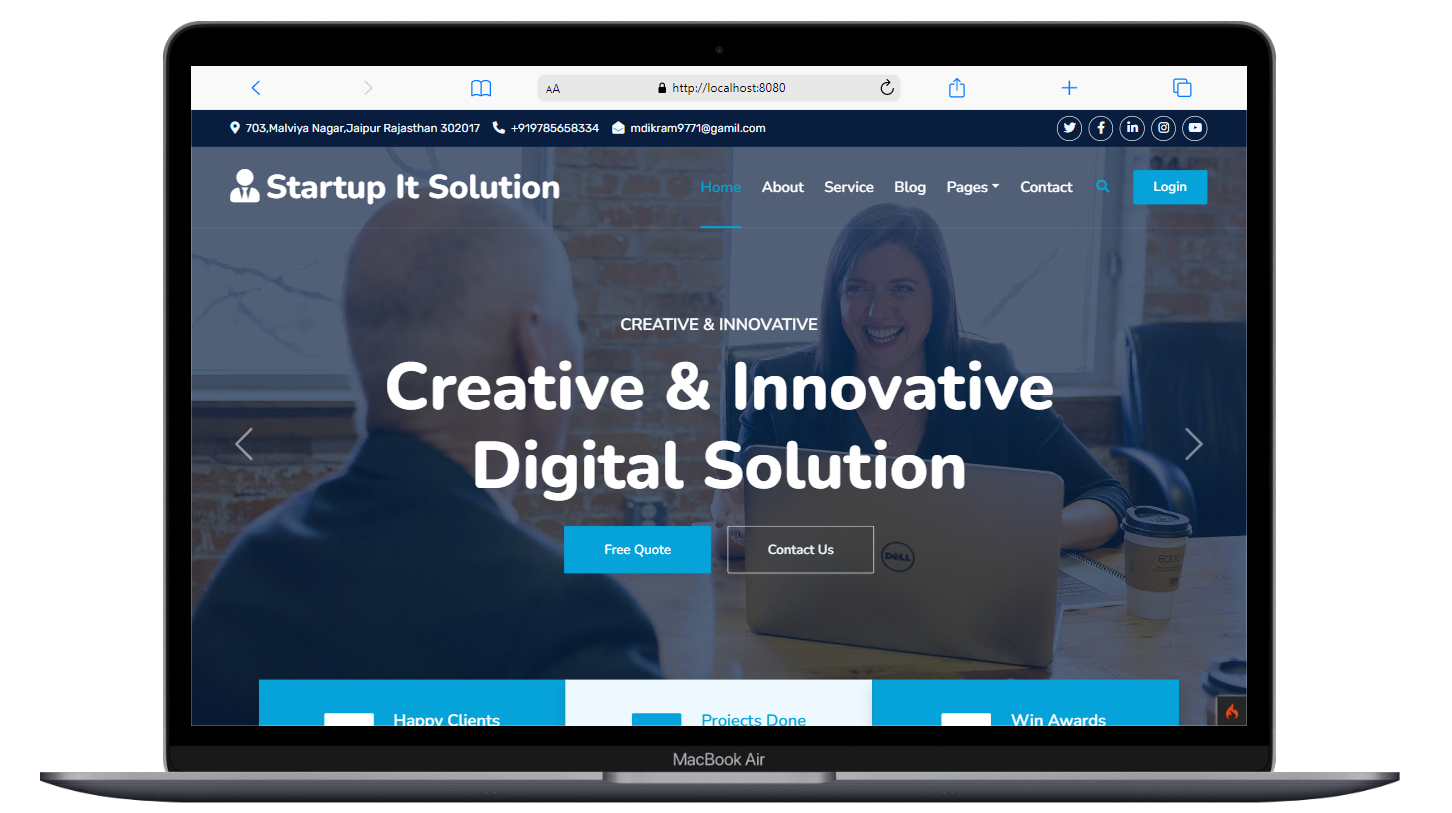 AA http://localhost:8080
703,Malviya Nagar,Jaipur Rajasthan 302017 +919785658334 mdikram9771@gamil.com
Startup It Solution Home About Service Blog Pages Contact Login
CREATIVE & INNOVATIVE
Creative & Innovative
Digital Solution
Free Quote Contact Us
DELL
Happy Clients Projects Done Win Awards
MacBook Air